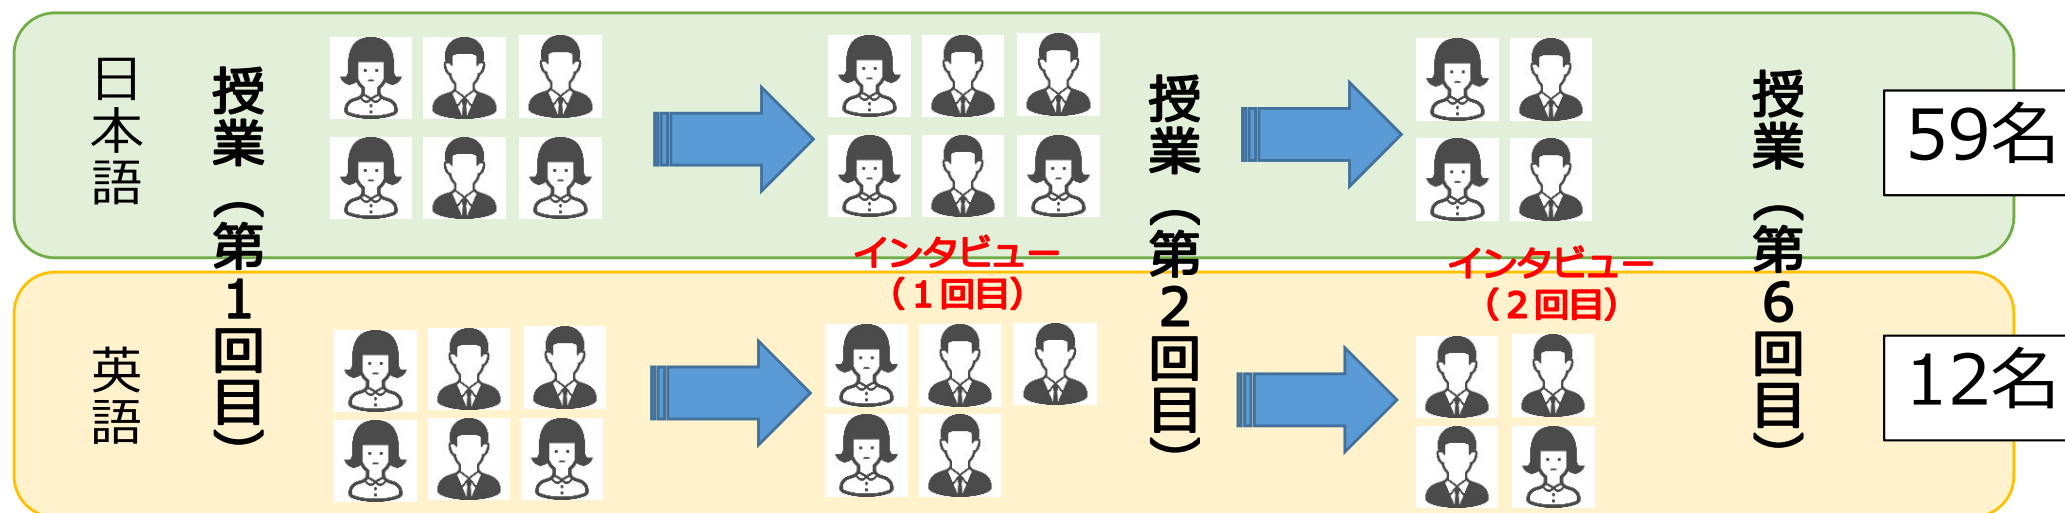 日本語
授業（第1回目）
インタビュー
（１回目）
授業（第2回目）
インタビュー
（２回目）
授業（第6回目）
59名
英語
12名